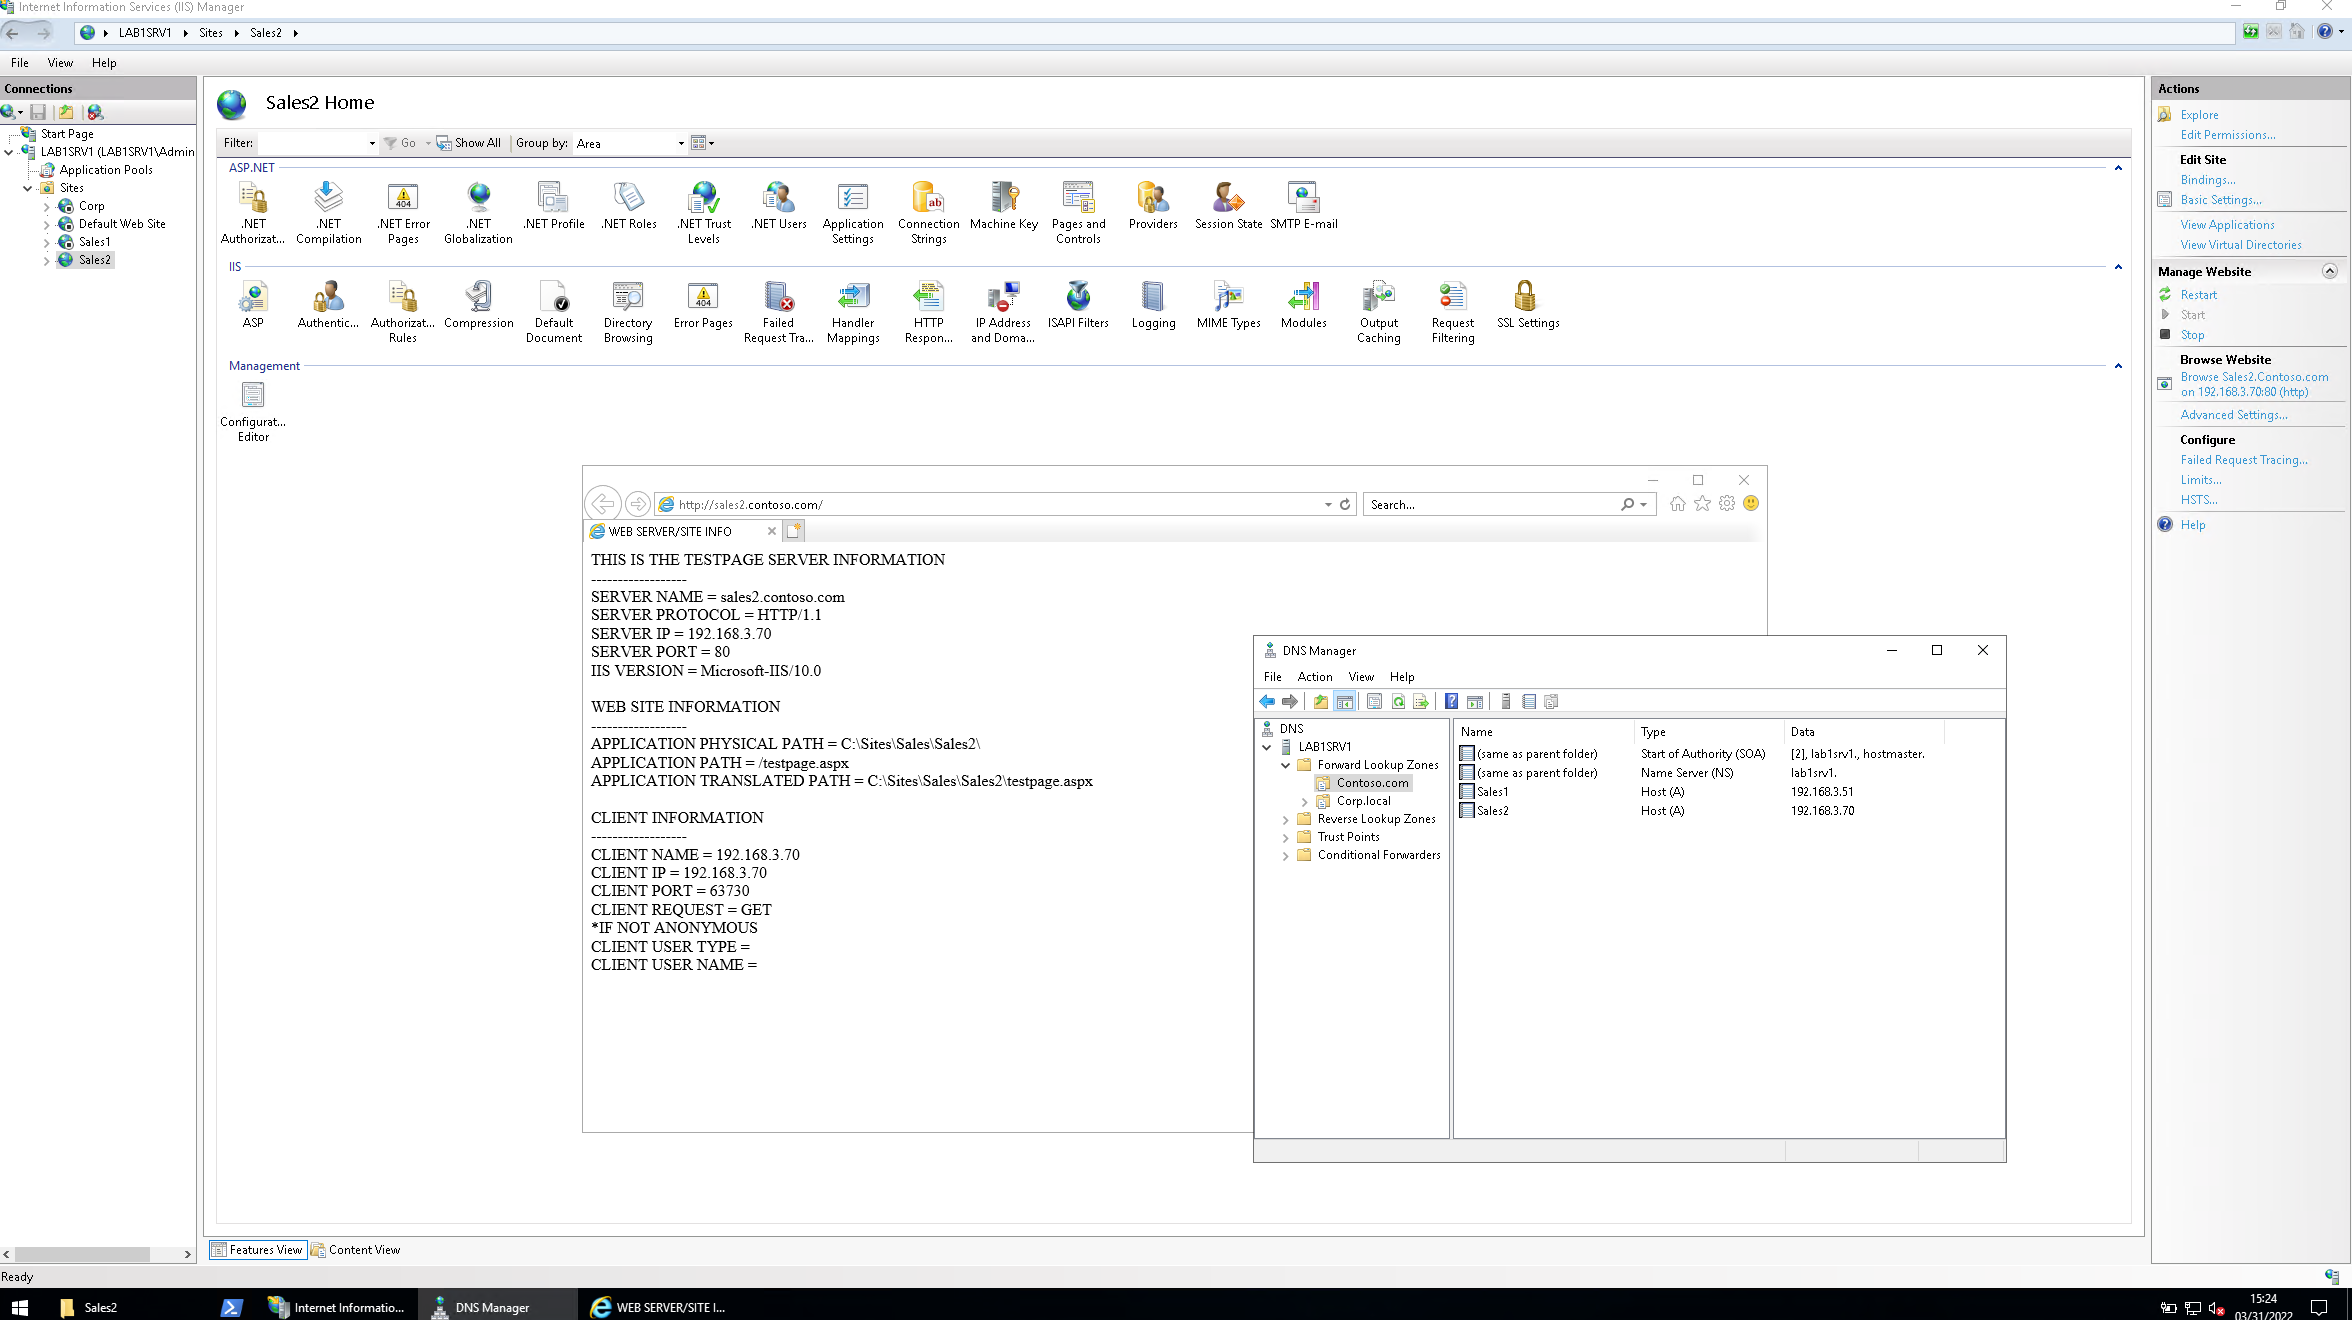 Internet Information Services (IIS) Manager
LAB1SRV1 Sites Sales2
File View Help
Connections
Start Page
LAB1SRV1 (LAB1SRV1\Admin
Application Pools
Sites
Corp
Default Web Site
Sales1
Sales2
Sales2 Home
Filter: Go Show All Group by: Area
ASP.NET
.NET Authorizat...
.NET Compilation
.NET Error Pages
.NET Globalization
.NET Profile
.NET Roles
.NET Trust Levels
.NET Users
Application Settings
Connection Strings
Machine Key
Pages and Controls
Providers
Session State
SMTP E-mail
IIS
ASP
Authentic...
Authorizat... Rules
Compression
Default Document
Directory Browsing
Error Pages
Failed Request Tra...
Handler Mappings
HTTP Respon...
IP Address and Doma...
ISAPI Filters
Logging
MIME Types
Modules
Output Caching
Request Filtering
SSL Settings
Management
Configurat... Editor
http://sales2.contoso.com/
Search...
WEB SERVER/SITE INFO
THIS IS THE TESTPAGE SERVER INFORMATION
------------------
SERVER NAME = sales2.contoso.com
SERVER PROTOCOL = HTTP/1.1
SERVER IP = 192.168.3.70
SERVER PORT = 80
IIS VERSION = Microsoft-IIS/10.0
WEB SITE INFORMATION
------------------
APPLICATION PHYSICAL PATH = C:\Sites\Sales\Sales2\
APPLICATION PATH = /testpage.aspx
APPLICATION TRANSLATED PATH = C:\Sites\Sales\Sales2\testpage.aspx
CLIENT INFORMATION
------------------
CLIENT NAME = 192.168.3.70
CLIENT IP = 192.168.3.70
CLIENT PORT = 63730
CLIENT REQUEST = GET
*IF NOT ANONYMOUS
CLIENT USER TYPE =
CLIENT USER NAME =
DNS Manager
File Action View Help
DNS
LAB1SRV1
Forward Lookup Zones
Contoso.com
Corp.local
Reverse Lookup Zones
Trust Points
Conditional Forwarders
Name Type Data
(same as parent folder) Start of Authority (SOA) [2], lab1srv1., hostmaster.
(same as parent folder) Name Server (NS) lab1srv1.
Sales1 Host (A) 192.168.3.51
Sales2 Host (A) 192.168.3.70
Actions
Explore
Edit Permissions...
Edit Site
Bindings...
Basic Settings...
View Applications
View Virtual Directories
Manage Website
Restart
Start
Stop
Browse Website
Browse Sales2.Contoso.com
on 192.168.3.70:80 (http)
Advanced Settings...
Configure
Failed Request Tracing...
Limits...
HSTS...
Help
Features View Content View
Ready
Sales2
Internet Informatio...
DNS Manager
WEB SERVER/SITE I...
15:24
03/31/2022